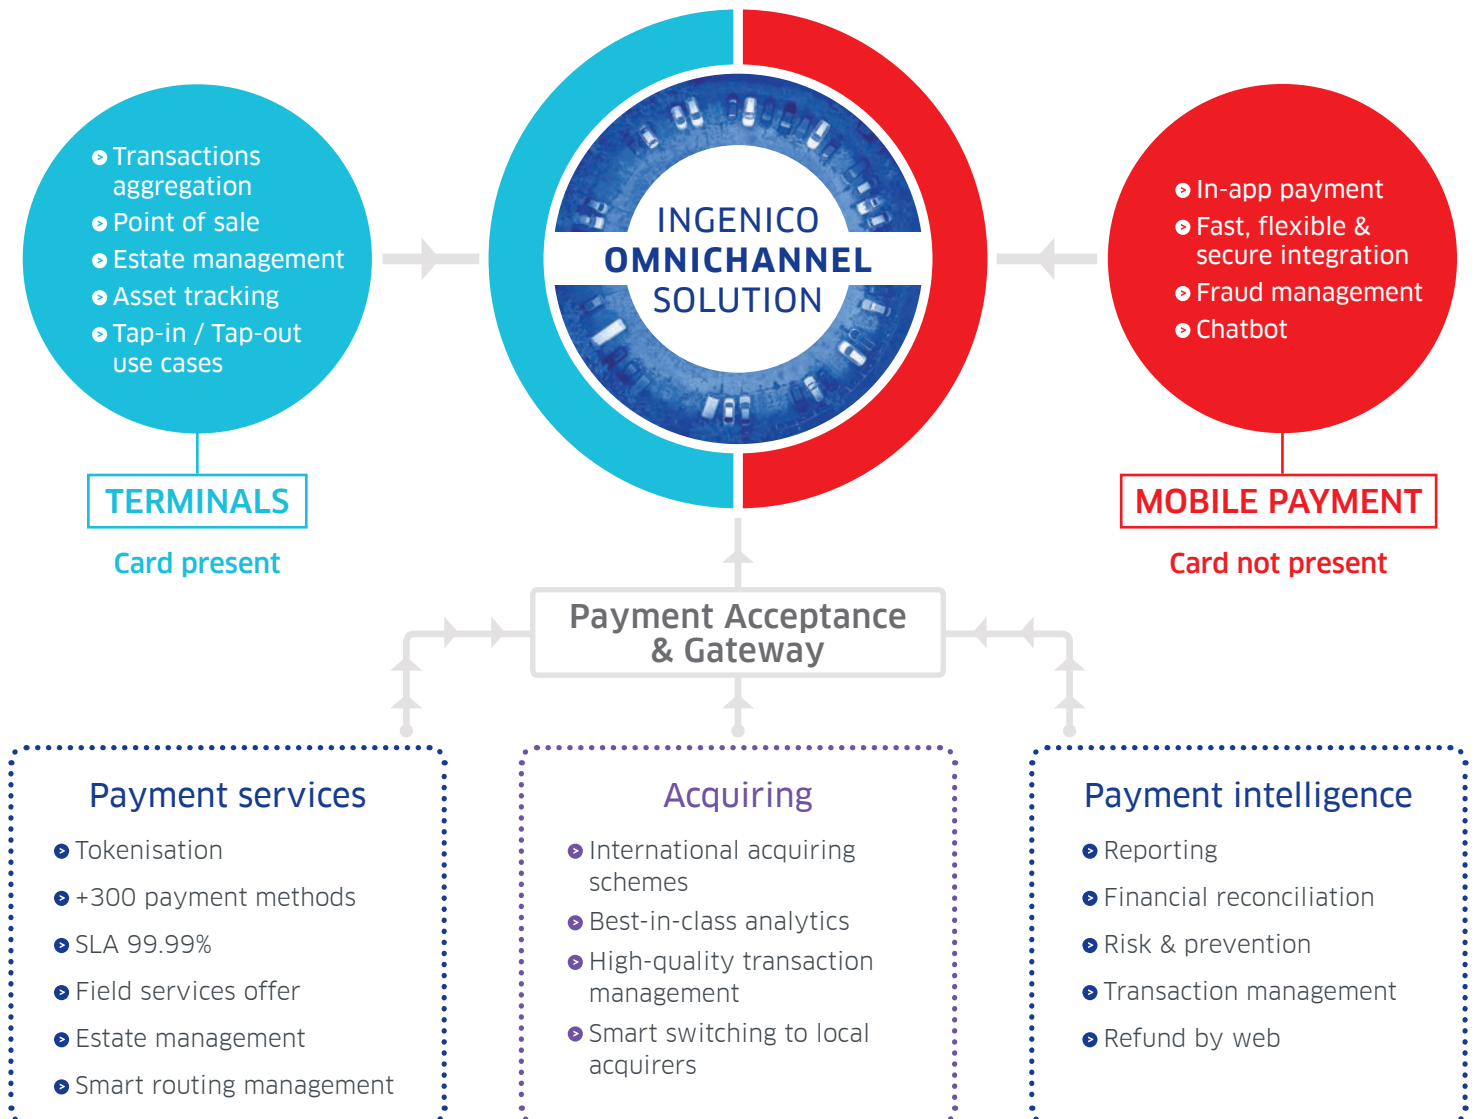 Transactions
aggregation
Point of sale
Estate management
Asset tracking
Tap-in / Tap-out
use cases
TERMINALS
Card present
INGENICO
OMNICHANNEL
SOLUTION
In-app payment
Fast, flexible &
secure integration
Fraud management
Chatbot
MOBILE PAYMENT
Card not present
Payment Acceptance
& Gateway
Payment services
Tokenisation
+300 payment methods
SLA 99.99%
Field services offer
Estate management
Smart routing management
Acquiring
International acquiring
schemes
Best-in-class analytics
High-quality transaction
management
Smart switching to local
acquirers
Payment intelligence
Reporting
Financial reconciliation
Risk & prevention
Transaction management
Refund by web